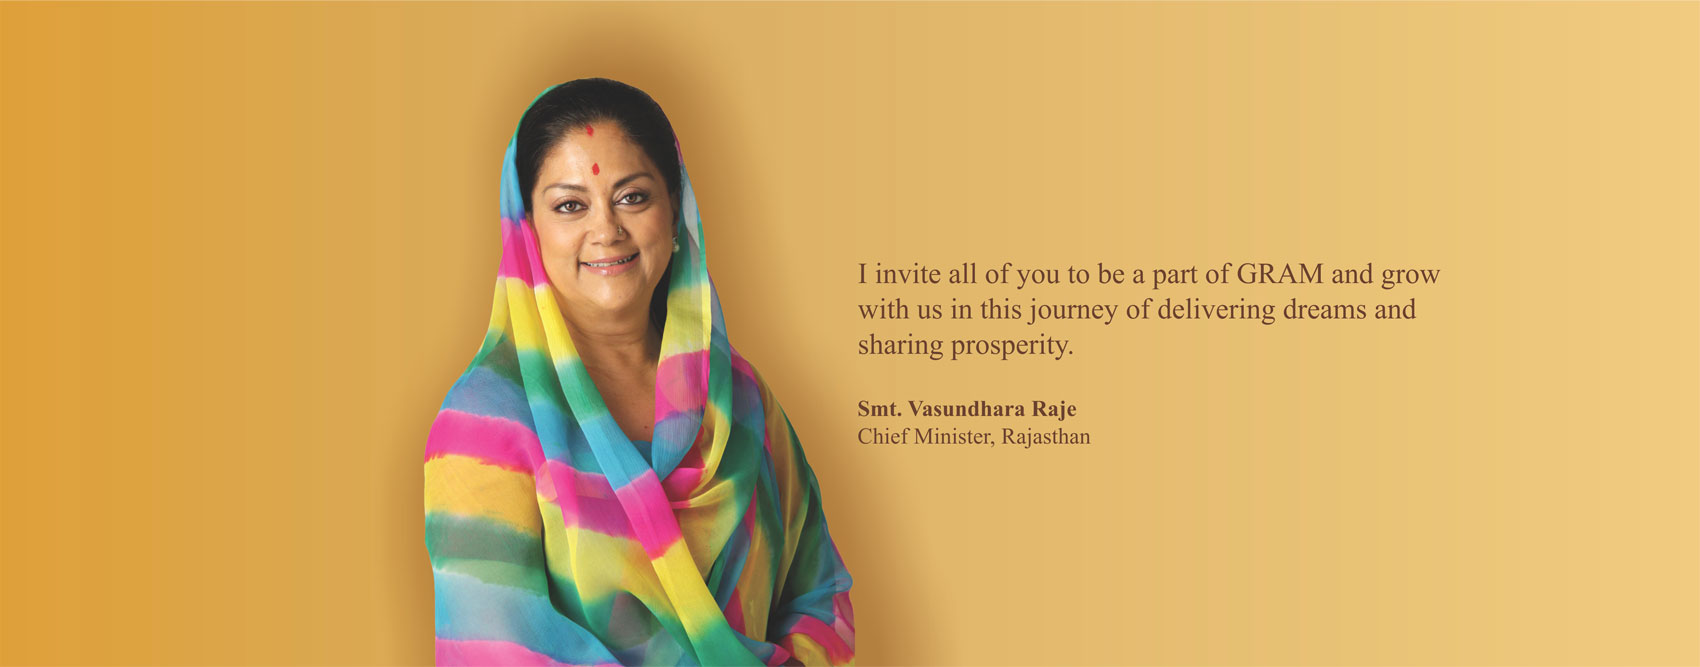 I invite all of you to be a part of GRAM and grow
with us in this journey of delivering dreams and
sharing prosperity.
Smt. Vasundhara Raje
Chief Minister, Rajasthan